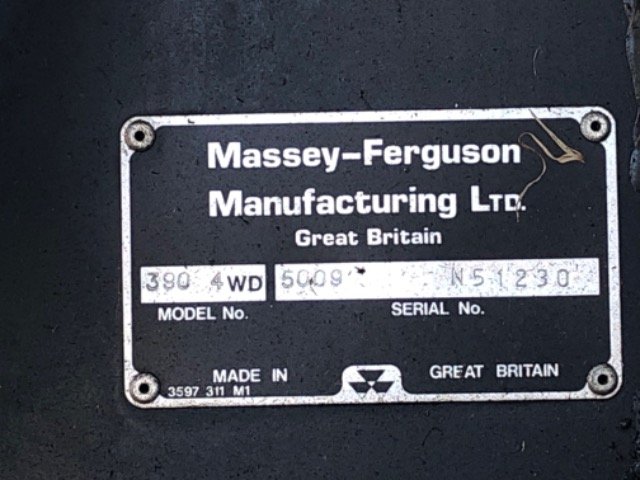 Massey-Ferguson
Manufacturing LTD.
Great Britain
390 4WD 5009 N51230
MODEL No. SERIAL No.
MADE IN GREAT BRITAIN
3597 311 M1